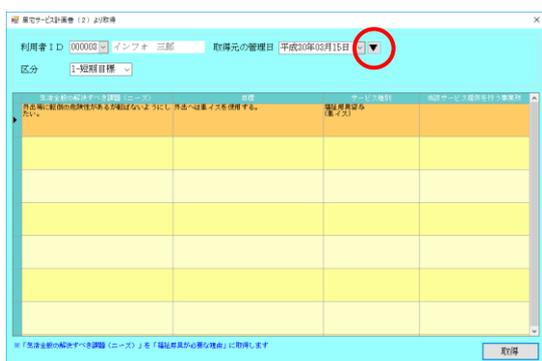 居宅サービス計画書(2)より取得
利用者ID 000003 インフォ 三郎 取得元の管理日 平成30年03月15日 ▼
区分 1-短期目標
生活全般の解決すべき課題(ニーズ) 目標 サービス種別 当該サービス提供を行う事業所
外出時に転倒の危険性があるが転ばないようにし 外出へは車イスを使用する。 福祉用具貸与
たい。 (車イス)
※「生活全般の解決すべき課題(ニーズ)」を「福祉用具が必要な理由」に取得します
取得